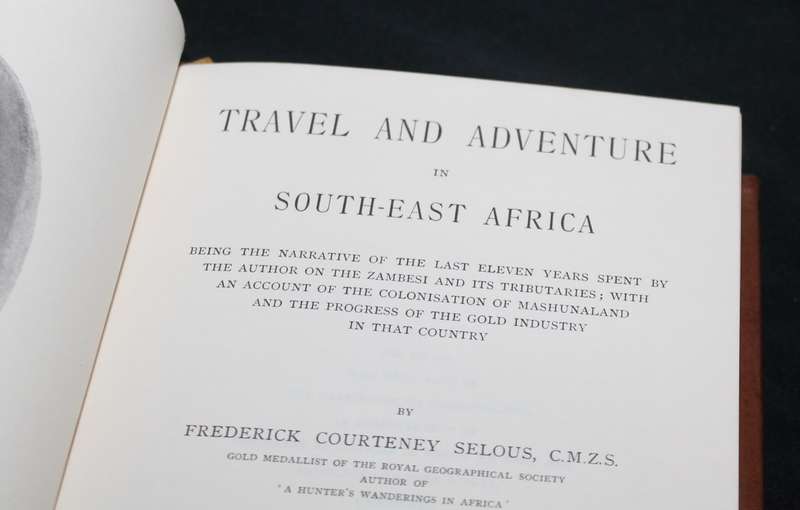 TRAVEL AND ADVENTURE
IN
SOUTH-EAST AFRICA
BEING THE NARRATIVE OF THE LAST ELEVEN YEARS SPENT BY
THE AUTHOR ON THE ZAMBESI AND ITS TRIBUTARIES; WITH
AN ACCOUNT OF THE COLONISATION OF MASHUNALAND
AND THE PROGRESS OF THE GOLD INDUSTRY
IN THAT COUNTRY
BY
FREDERICK COURTENEY SELOUS, C.M.Z.S.
GOLD MEDALLIST OF THE ROYAL GEOGRAPHICAL SOCIETY
AUTHOR OF
'A HUNTER'S WANDERINGS IN AFRICA'